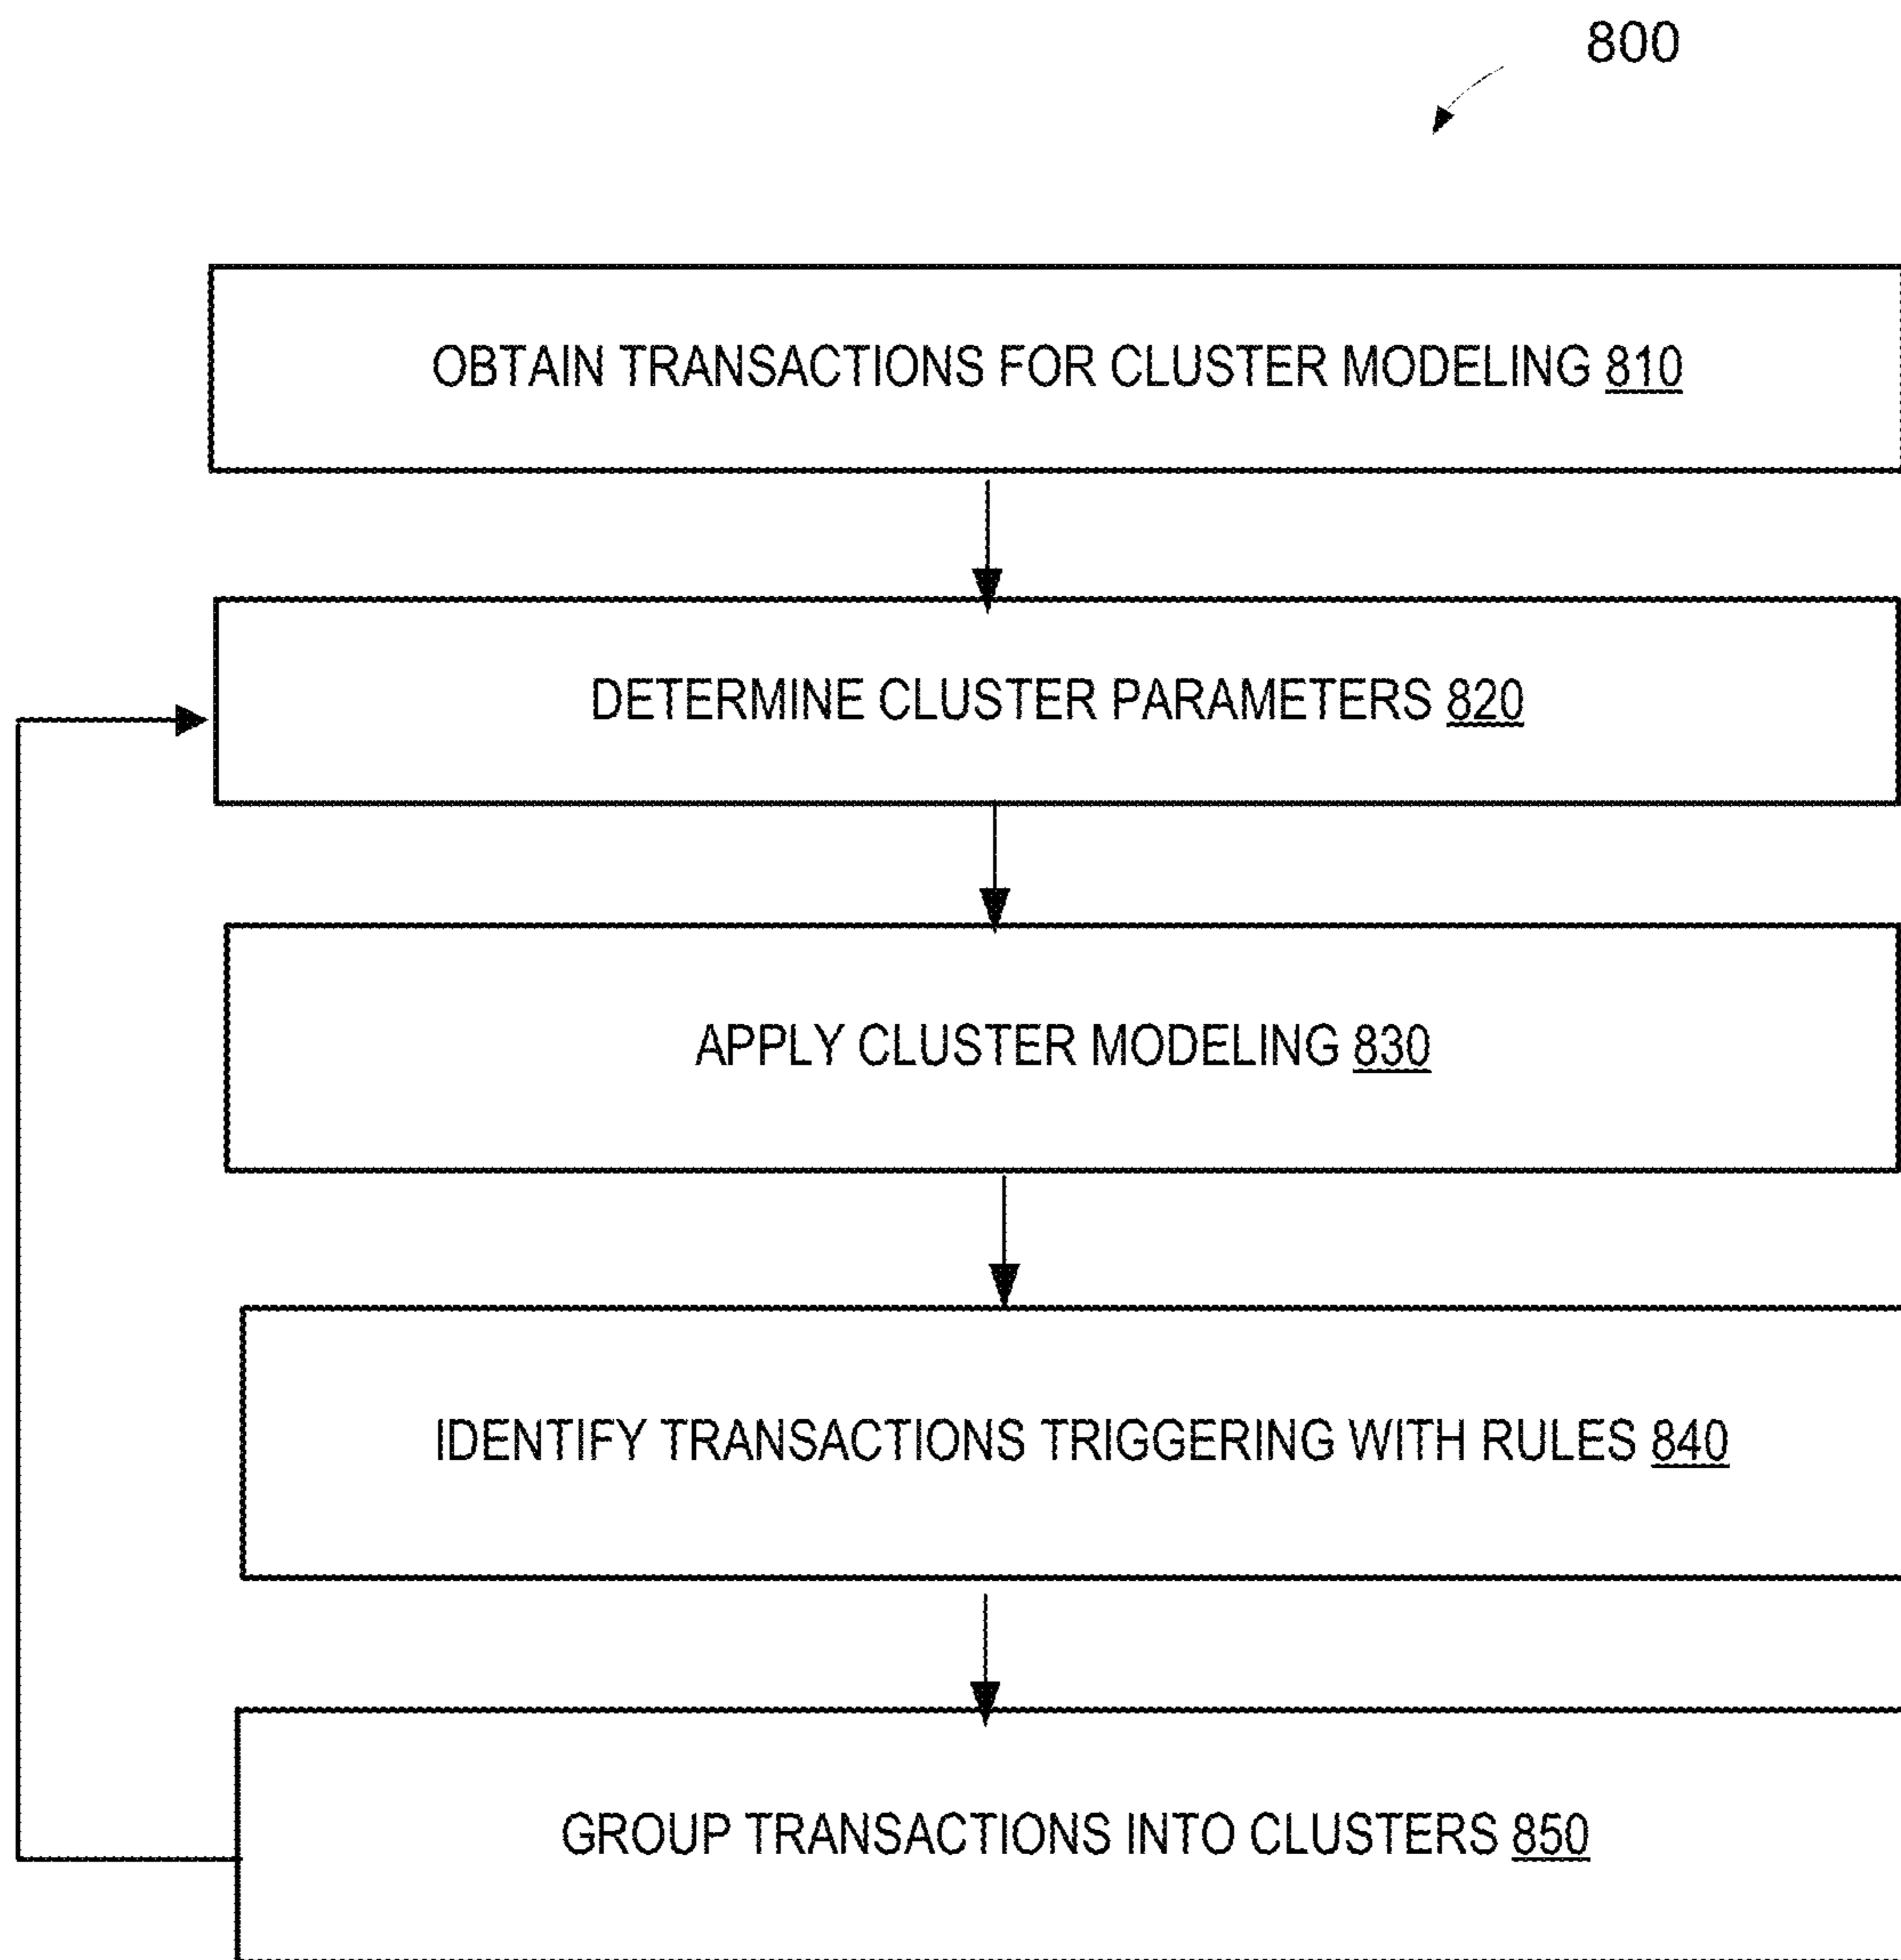 800
OBTAIN TRANSACTIONS FOR CLUSTER MODELING 810
DETERMINE CLUSTER PARAMETERS 820
APPLY CLUSTER MODELING 830
IDENTIFY TRANSACTIONS TRIGGERING WITH RULES 840
GROUP TRANSACTIONS INTO CLUSTERS 850